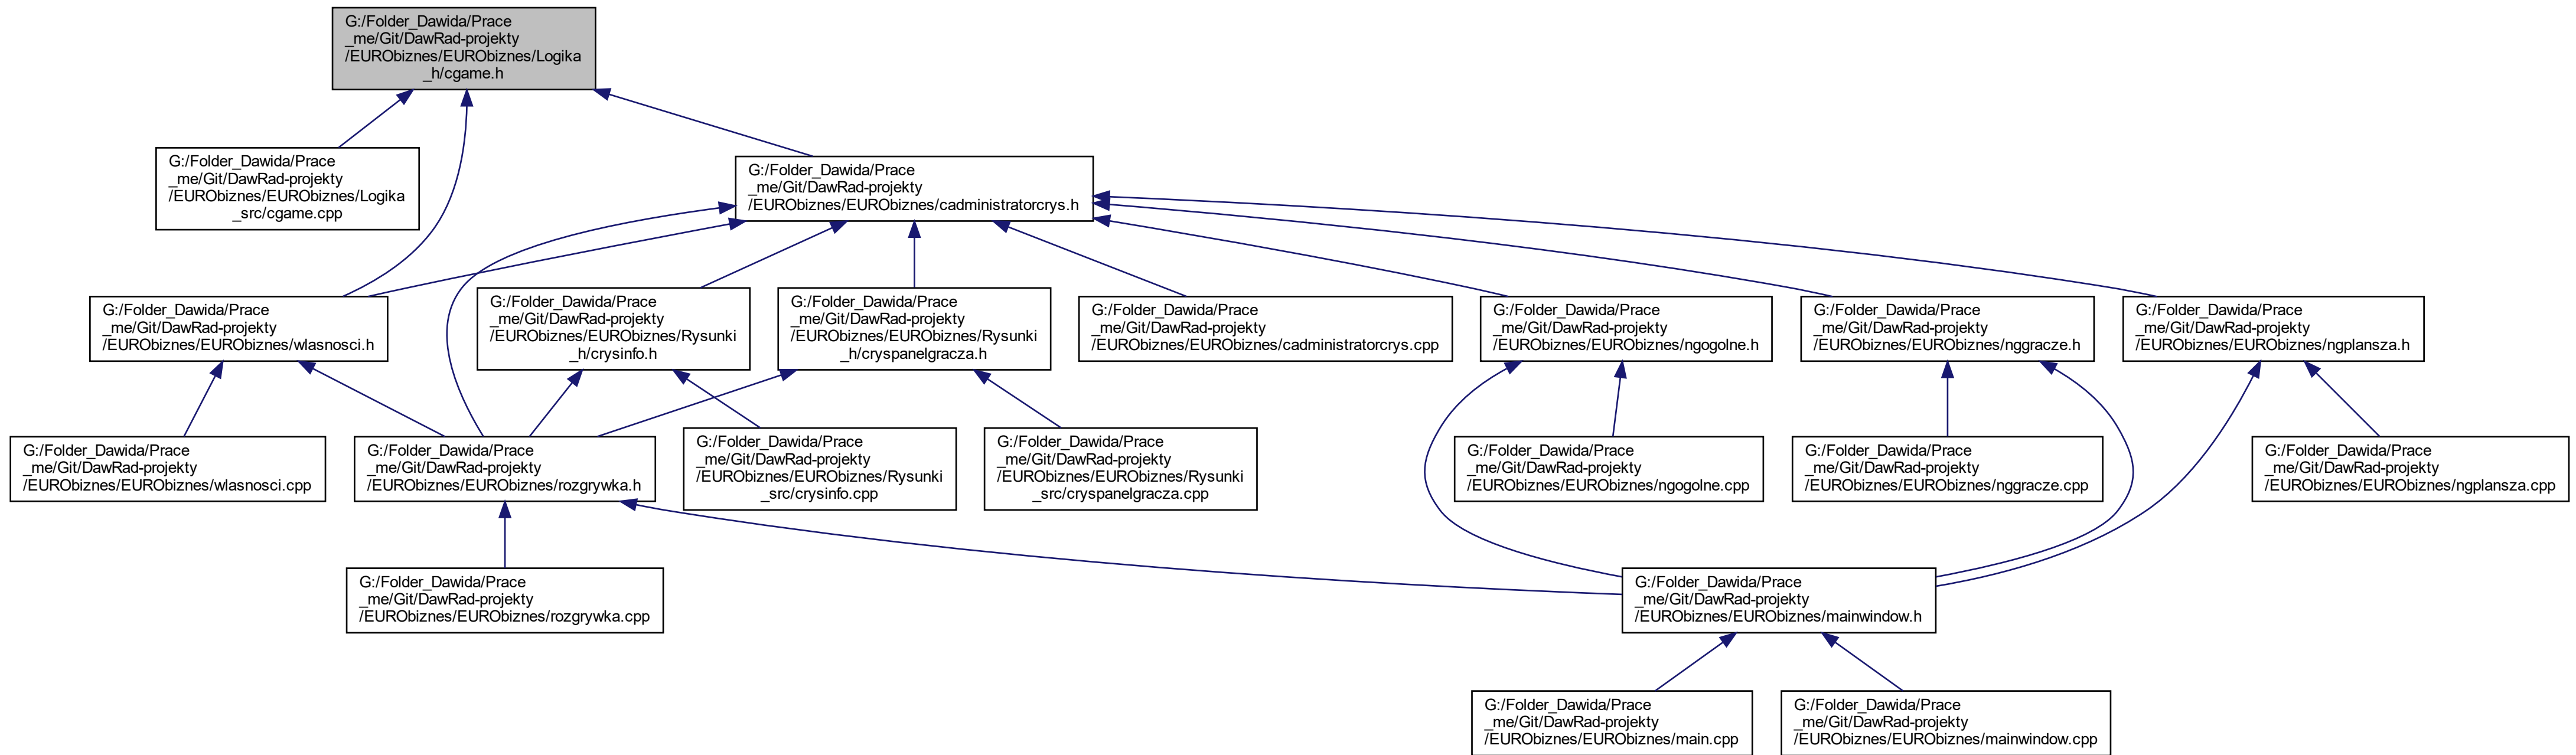 G:/Folder_Dawida/Prace
_me/Git/DawRad-projekty
/EURObiznes/EURObiznes/Logika
_h/cgame.h
G:/Folder_Dawida/Prace
_me/Git/DawRad-projekty
/EURObiznes/EURObiznes/Logika
_src/cgame.cpp
G:/Folder_Dawida/Prace
_me/Git/DawRad-projekty
/EURObiznes/EURObiznes/cadministratorcrys.h
G:/Folder_Dawida/Prace
_me/Git/DawRad-projekty
/EURObiznes/EURObiznes/wlasnosci.h
G:/Folder_Dawida/Prace
_me/Git/DawRad-projekty
/EURObiznes/EURObiznes/Rysunki
_h/crysinfo.h
G:/Folder_Dawida/Prace
_me/Git/DawRad-projekty
/EURObiznes/EURObiznes/Rysunki
_h/cryspanelgracza.h
G:/Folder_Dawida/Prace
_me/Git/DawRad-projekty
/EURObiznes/EURObiznes/cadministratorcrys.cpp
G:/Folder_Dawida/Prace
_me/Git/DawRad-projekty
/EURObiznes/EURObiznes/ngogolne.h
G:/Folder_Dawida/Prace
_me/Git/DawRad-projekty
/EURObiznes/EURObiznes/nggracze.h
G:/Folder_Dawida/Prace
_me/Git/DawRad-projekty
/EURObiznes/EURObiznes/ngplansza.h
G:/Folder_Dawida/Prace
_me/Git/DawRad-projekty
/EURObiznes/EURObiznes/wlasnosci.cpp
G:/Folder_Dawida/Prace
_me/Git/DawRad-projekty
/EURObiznes/EURObiznes/rozgrywka.h
G:/Folder_Dawida/Prace
_me/Git/DawRad-projekty
/EURObiznes/EURObiznes/Rysunki
_src/crysinfo.cpp
G:/Folder_Dawida/Prace
_me/Git/DawRad-projekty
/EURObiznes/EURObiznes/Rysunki
_src/cryspanelgracza.cpp
G:/Folder_Dawida/Prace
_me/Git/DawRad-projekty
/EURObiznes/EURObiznes/ngogolne.cpp
G:/Folder_Dawida/Prace
_me/Git/DawRad-projekty
/EURObiznes/EURObiznes/nggracze.cpp
G:/Folder_Dawida/Prace
_me/Git/DawRad-projekty
/EURObiznes/EURObiznes/ngplansza.cpp
G:/Folder_Dawida/Prace
_me/Git/DawRad-projekty
/EURObiznes/EURObiznes/rozgrywka.cpp
G:/Folder_Dawida/Prace
_me/Git/DawRad-projekty
/EURObiznes/EURObiznes/mainwindow.h
G:/Folder_Dawida/Prace
_me/Git/DawRad-projekty
/EURObiznes/EURObiznes/main.cpp
G:/Folder_Dawida/Prace
_me/Git/DawRad-projekty
/EURObiznes/EURObiznes/mainwindow.cpp